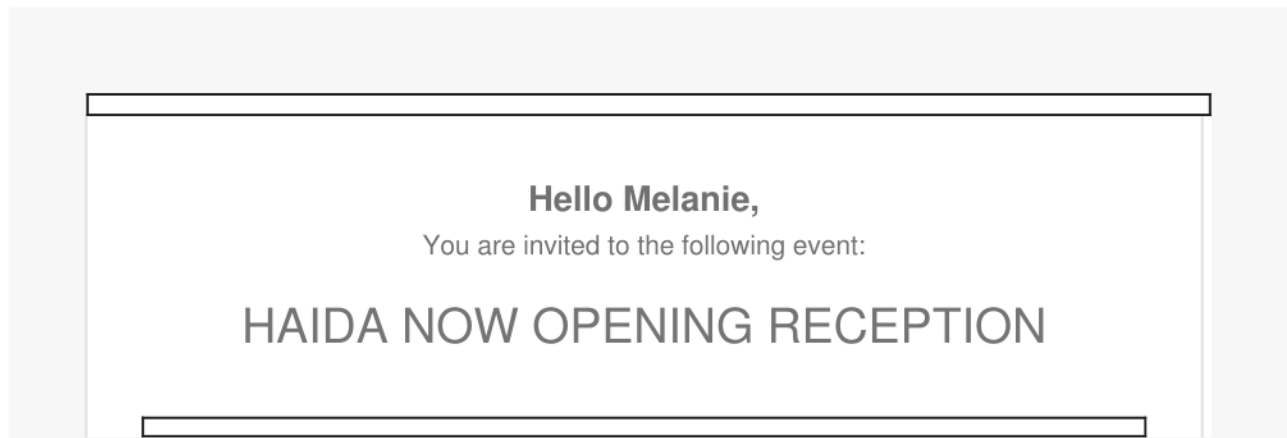 Hello Melanie,
You are invited to the following event:
HAIDA NOW OPENING RECEPTION